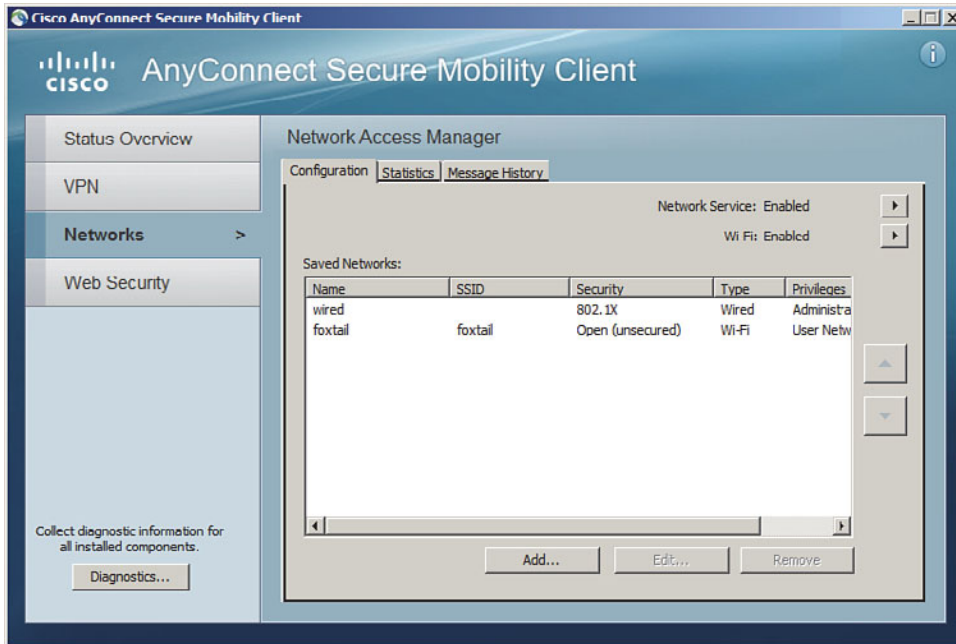 Cisco AnyConnect Secure Mobility Client
CISCO AnyConnect Secure Mobility Client
Status Overview
VPN
Networks >
Web Security
Collect diagnostic information for
all installed components.
Diagnostics...
Network Access Manager
Configuration Statistics Message History
Network Service: Enabled
Wi Fi: Enabled
Saved Networks:
Name SSID Security Type Privileges
wired 802.1X Wired Administra
foxtail foxtail Open (unsecured) Wi-Fi User Netw
Add... Edit... Remove